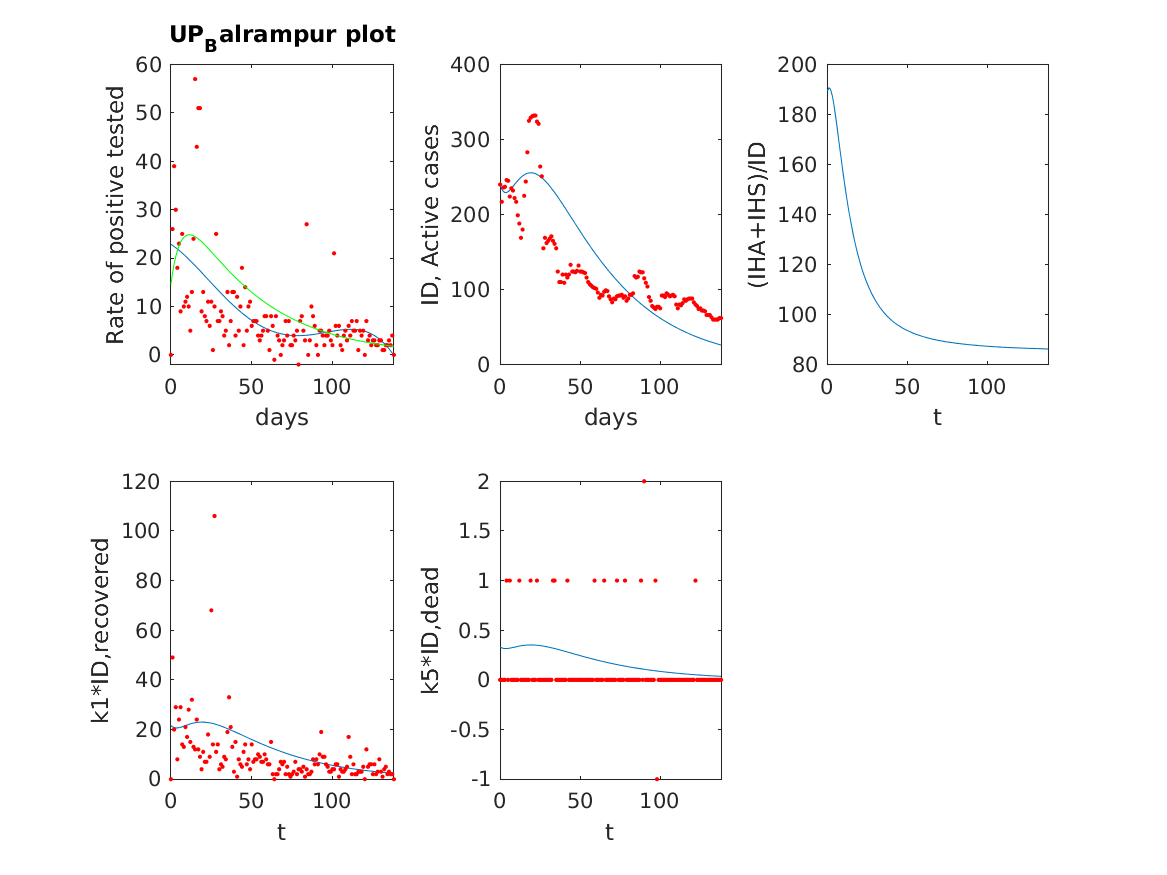 UPBalrampur plot
60
50
40
30
20
10
0
Rate of positive tested
0 50 100
days
400
300
200
100
0
ID, Active cases
0 50 100
days
200
180
160
140
120
100
80
(IHA+IHS)/ID
0 50 100
t
120
100
80
60
40
20
0
k1*ID,recovered
0 50 100
t
2
1.5
1
0.5
0
-0.5
-1
k5*ID,dead
0 50 100
t